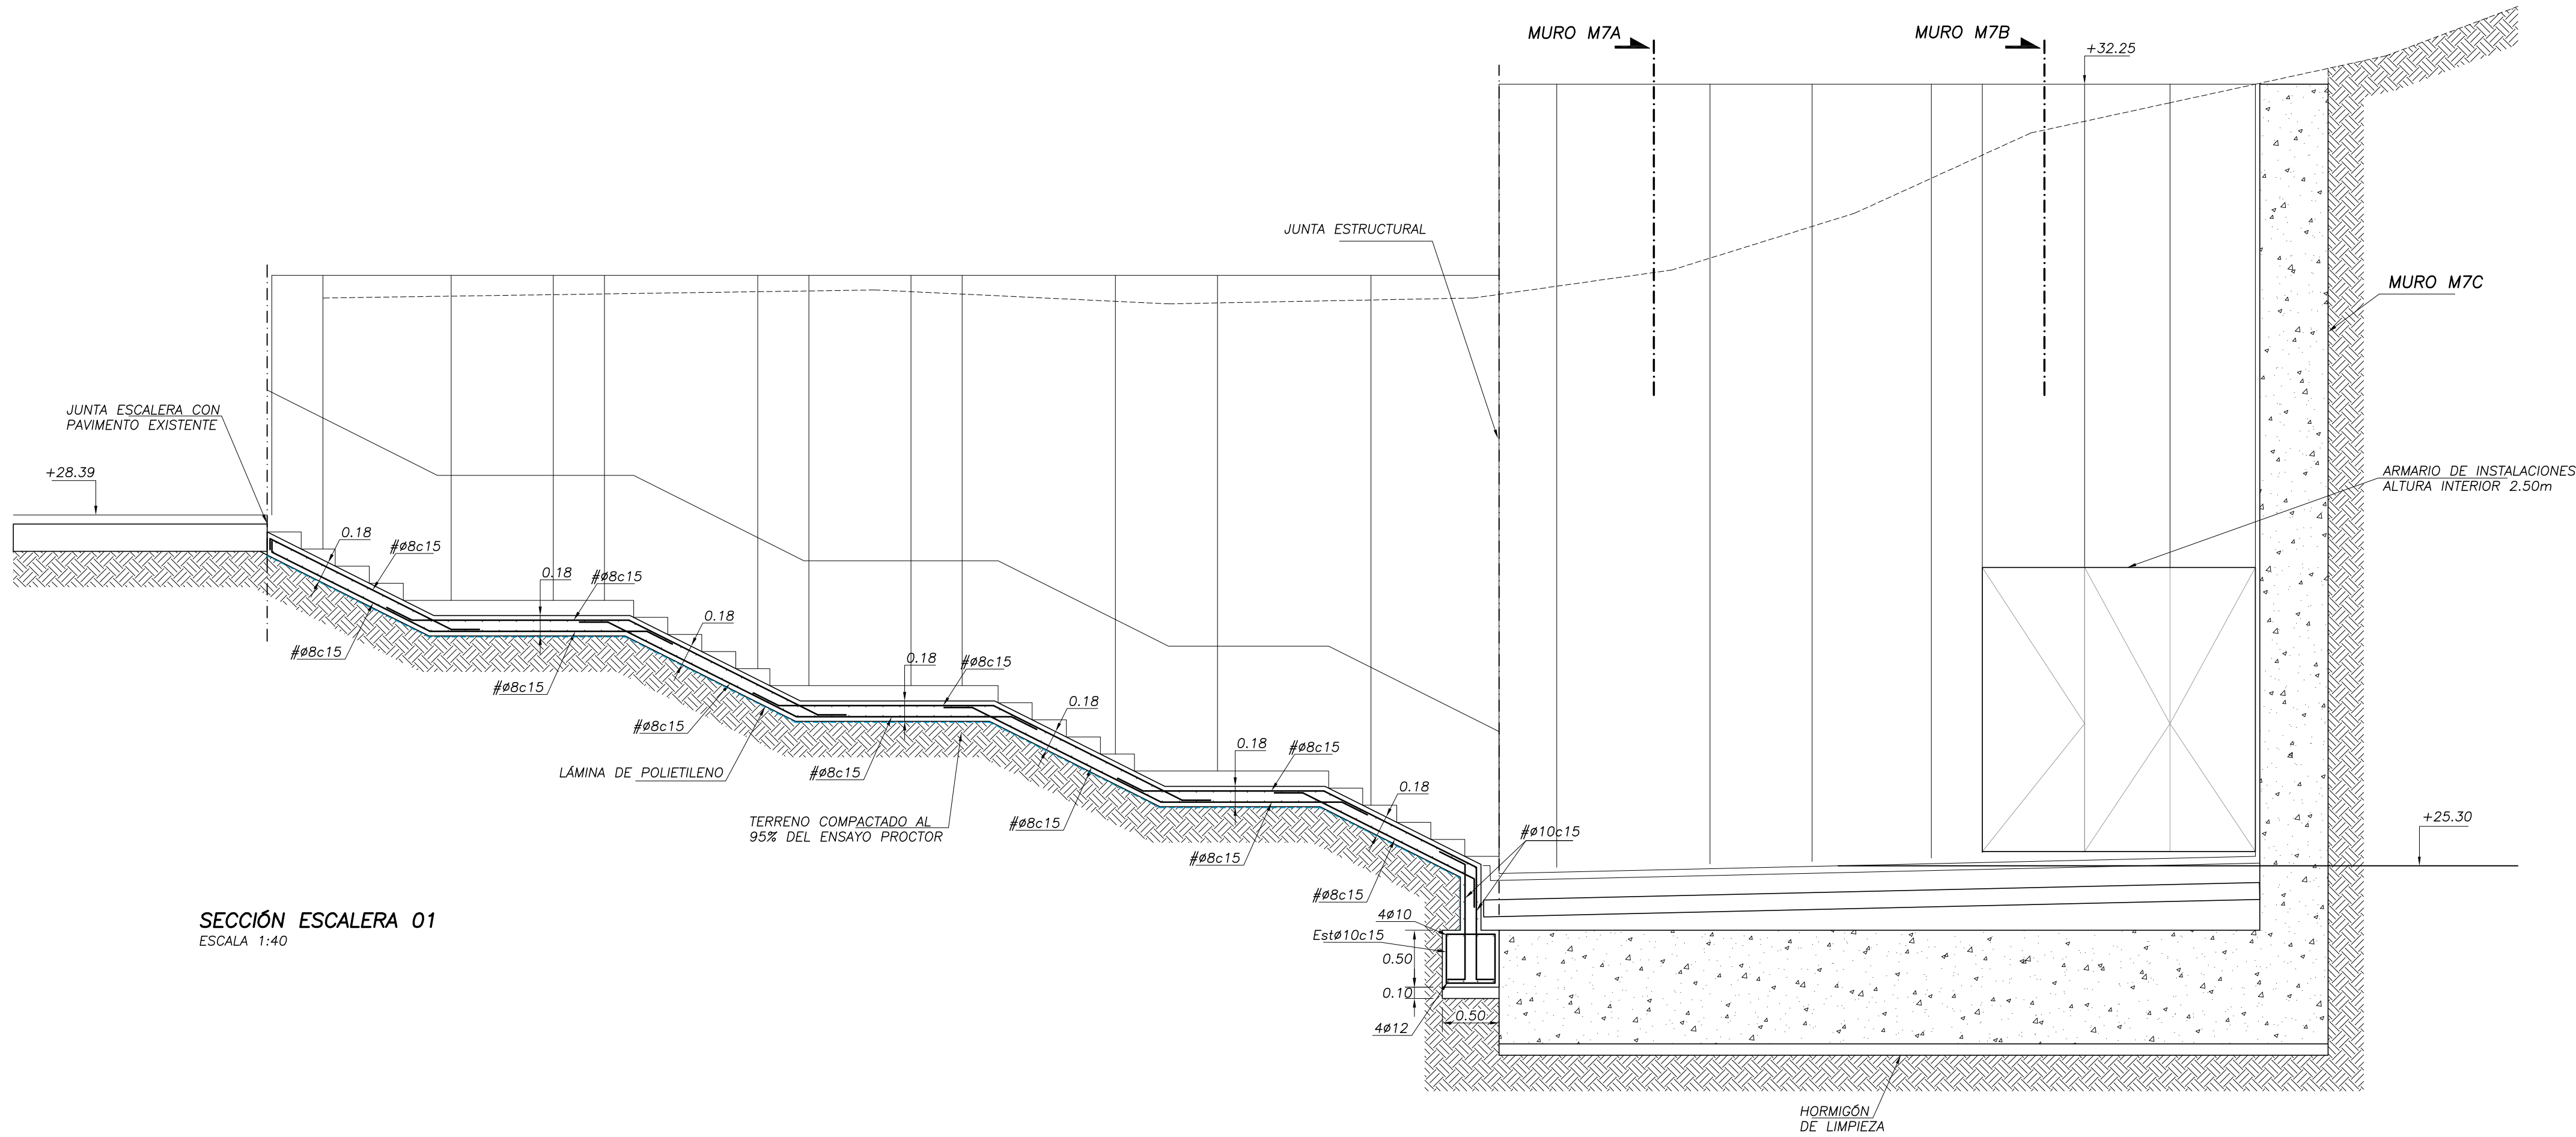 MURO M7A
MURO M7B
+32.25
JUNTA ESTRUCTURAL
MURO M7C
JUNTA ESCALERA CON
PAVIMENTO EXISTENTE
+28.39
ARMARIO DE INSTALACIONES
ALTURA INTERIOR 2.50m
0.18
#ø8c15
0.18
#ø8c15
#ø8c15
0.18
#ø8c15
0.18
#ø8c15
#ø8c15
0.18
#ø8c15
0.18
#ø8c15
LÁMINA DE POLIETILENO
TERRENO COMPACTADO AL
95% DEL ENSAYO PROCTOR
#ø8c15
0.18
#ø8c15
#ø8c15
#ø10c15
+25.30
SECCIÓN ESCALERA 01
ESCALA 1:40
4ø10
Estø10c15
0.50
0.10
0.50
4ø12
HORMIGÓN
DE LIMPIEZA